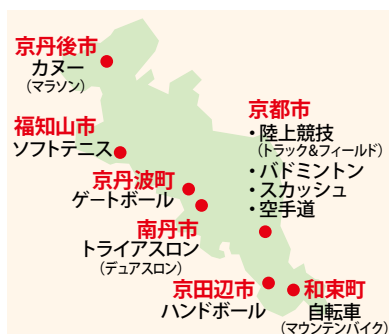 京丹後市
カヌー
（マラソン）
福知山市
ソフトテニス
京丹波町
ゲートボール
南丹市
トライアスロン
（デュアスロン）
京都市
・陸上競技
（トラック&フィールド）
・バドミントン
・スカッシュ
・空手道
京田辺市
ハンドボール
和束町
自転車
（マウンテンバイク）